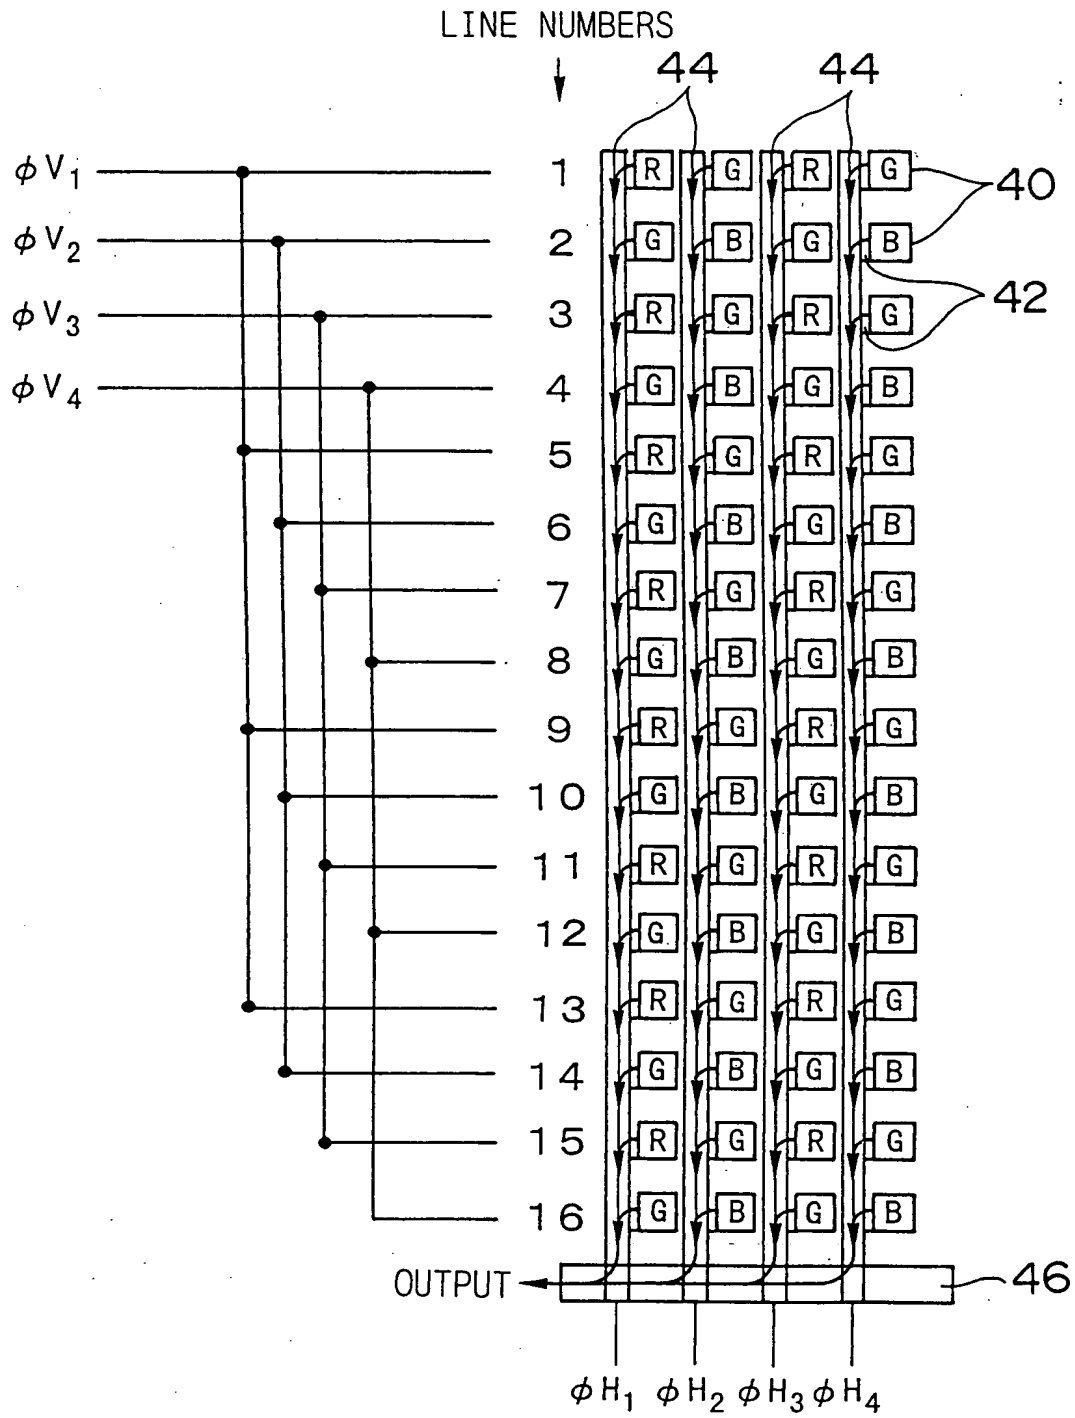 LINE NUMBERS
44 44
φV1 1 R G R G 40
φV2 2 G B G B
42
φV3 3 R G R G
φV4 4 G B G B
5 R G R G
6 G B G B
7 R G R G
8 G B G B
9 R G R G
10 G B G B
11 R G R G
12 G B G B
13 R G R G
14 G B G B
15 R G R G
16 G B G B
OUTPUT 46
φH1 φH2 φH3 φH4